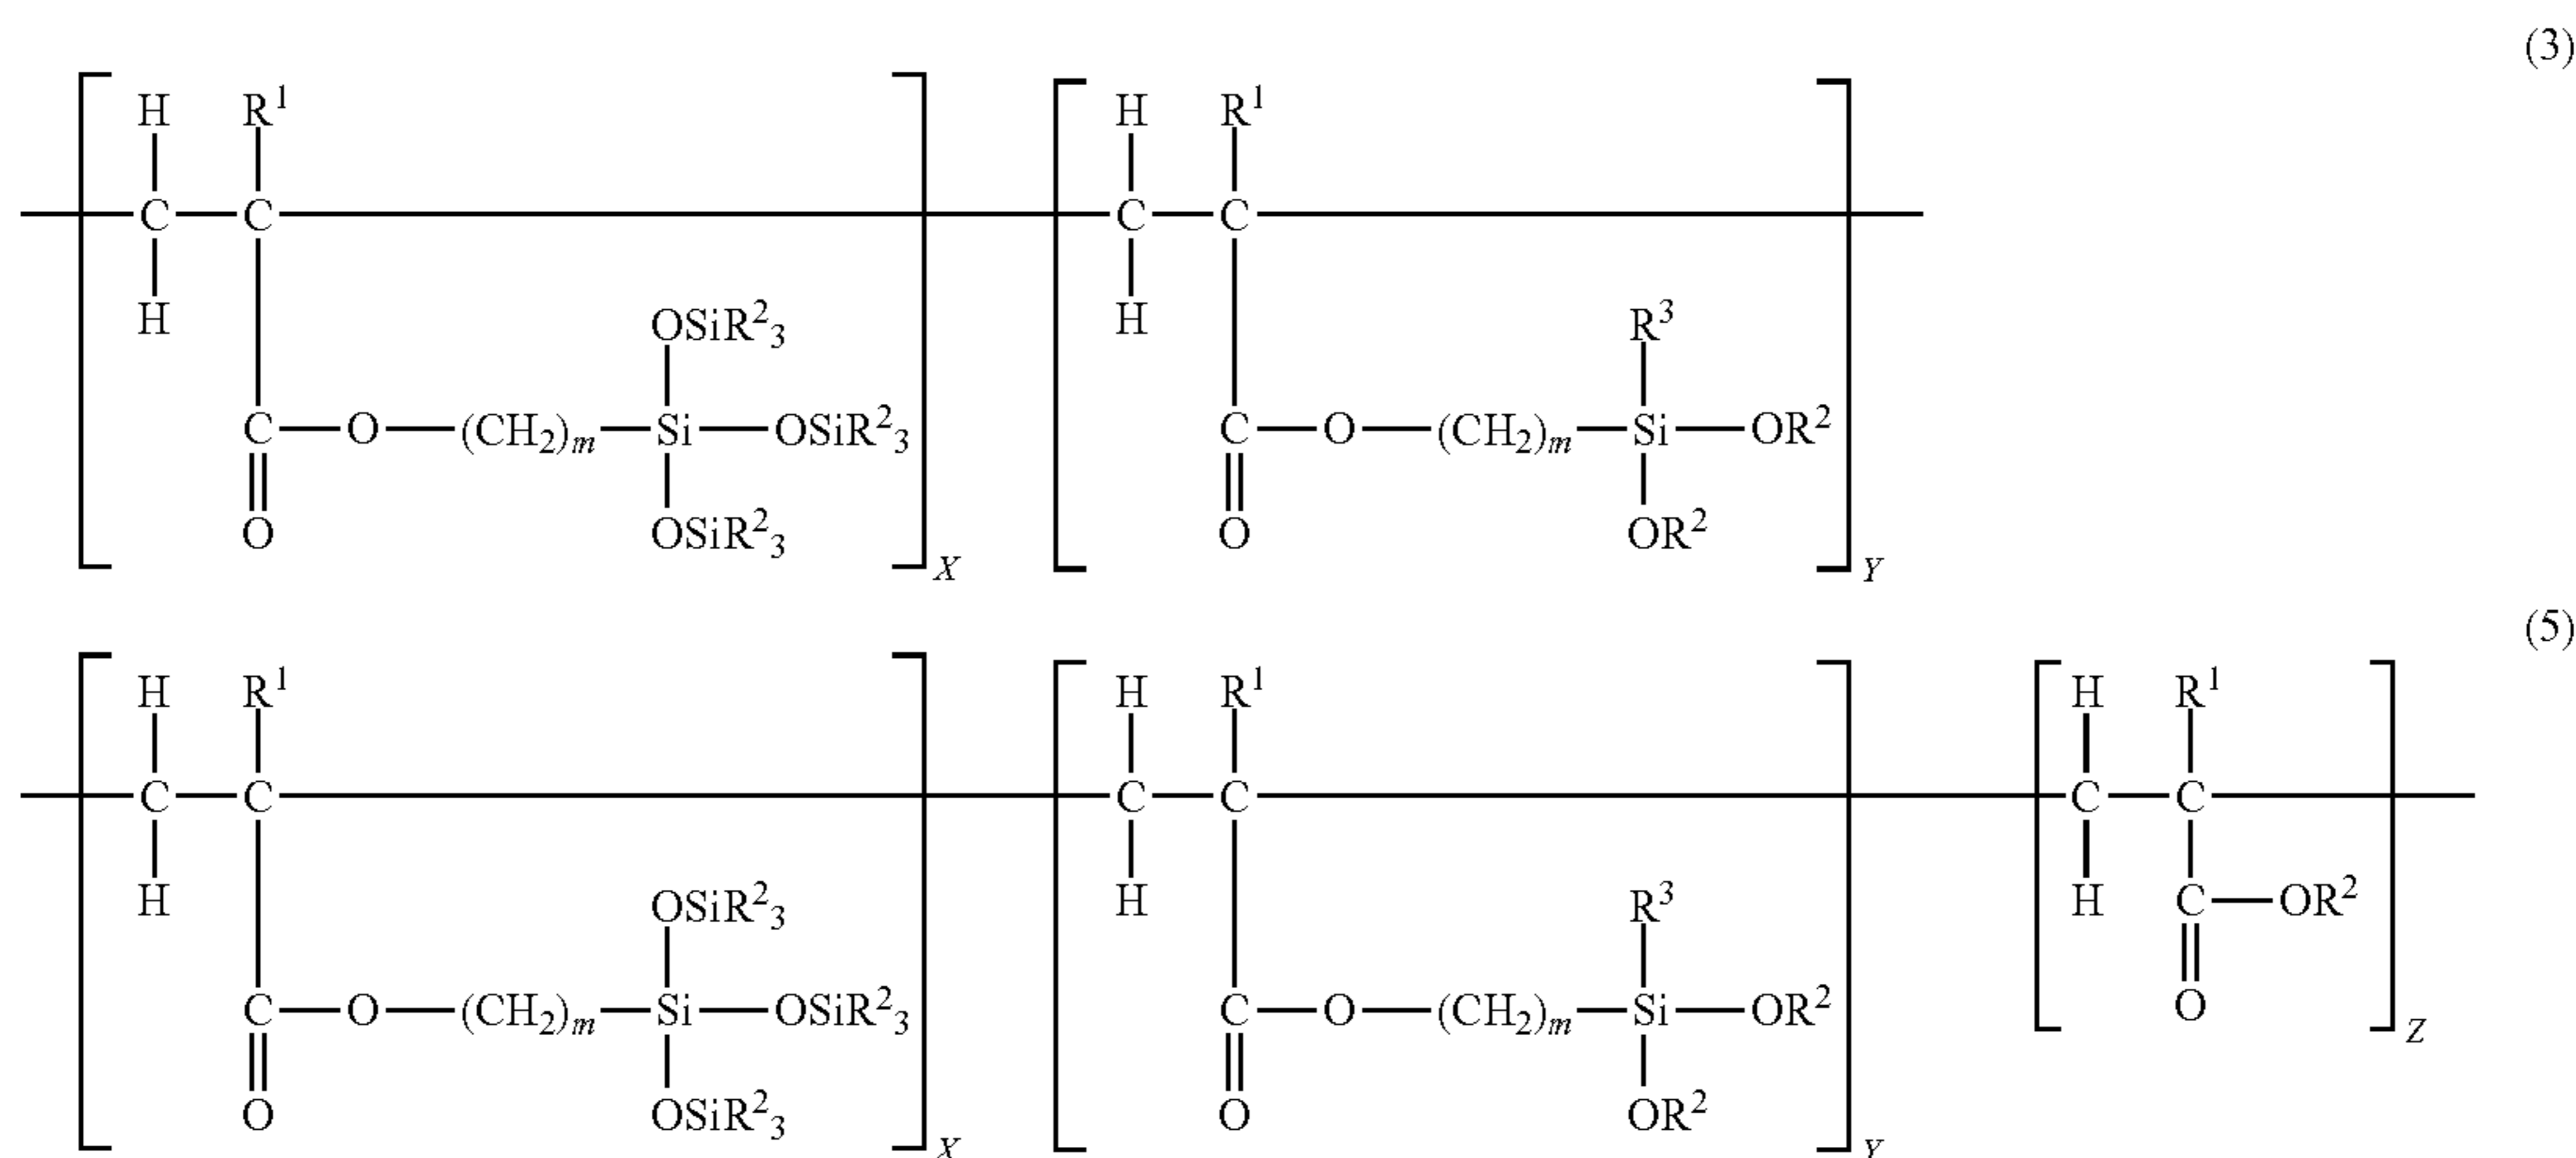 (3)
H R¹ H R¹
C C C C
H OSiR²₃ H R³
C O (CH₂)ₘ Si OSiR²₃ C O (CH₂)ₘ Si OR²
O OSiR²₃ O OR²
X Y
(5)
H R¹ H R¹ H R¹
C C C C C C
H OSiR²₃ H R³ H C OR²
C O (CH₂)ₘ Si OSiR²₃ C O (CH₂)ₘ Si OR² O
Z
O OSiR²₃ O OR²
X Y